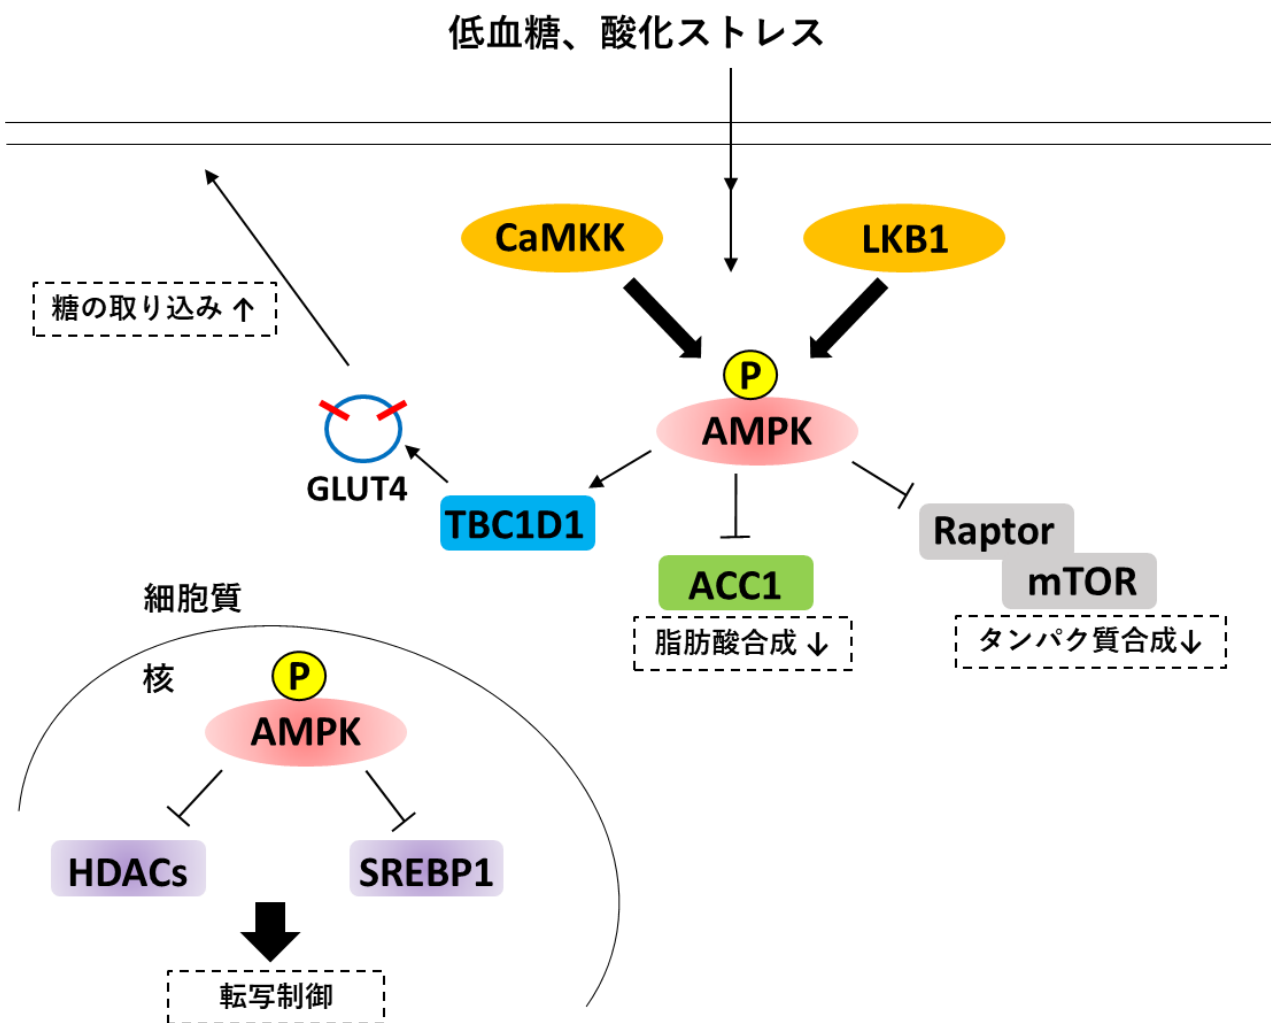 低血糖、酸化ストレス
CaMKK
LKB1
糖の取り込み ↑
P
AMPK
GLUT4
TBC1D1
Raptor
mTOR
ACC1
脂肪酸合成 ↓
タンパク質合成↓
細胞質
核
P
AMPK
HDACs
SREBP1
転写制御